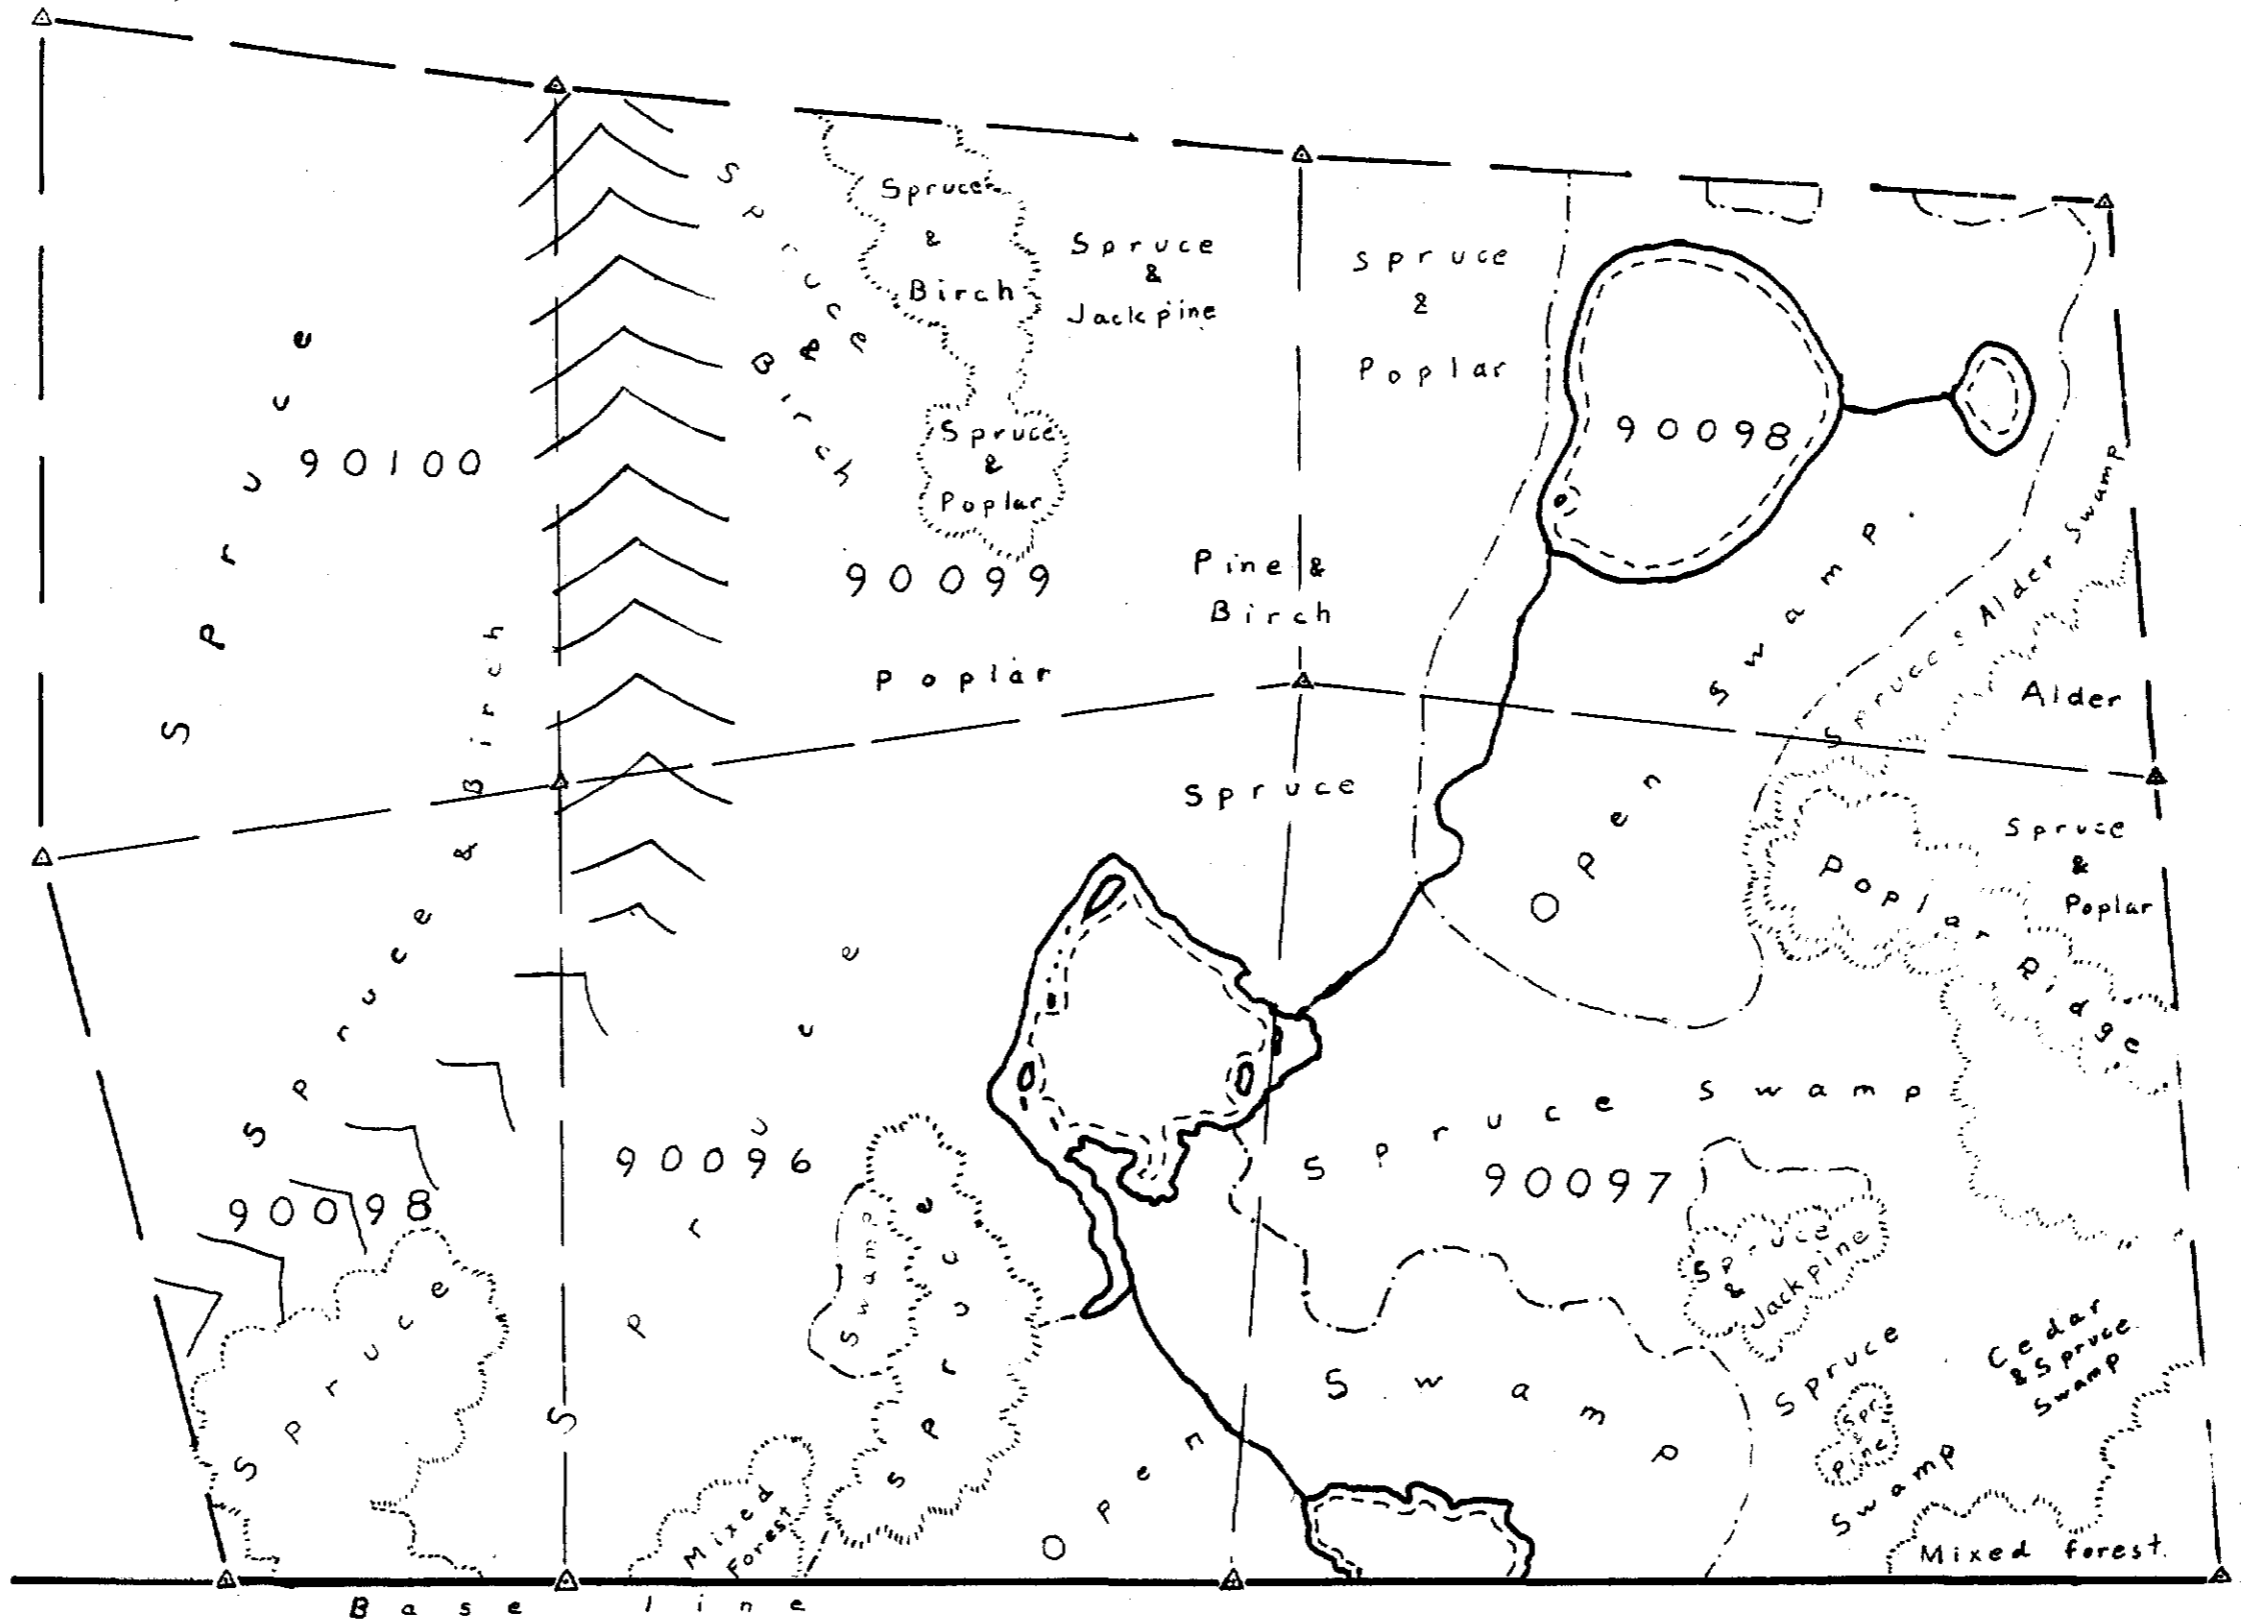 Spruce
&
Birch
Spruce
&
Jackpine
Spruce
&
Poplar
Spruce
& Birch
Spruce
90100
Spruce
&
Poplar
90098
90099
Pine &
Birch
Poplar
Open Swamp
Spruce & Alder Swamp
Alder
Spruce & Birch
Spruce
Spruce
&
Poplar
Poplar Ridge
Spruce Swamp
90096
90097
90098
Spruce
Swamp
Spruce
Spruce
&
Jackpine
Cedar
& Spruce
Swamp
Spruce
Swamp
Spr
&
Pine
Spruce
Open Swamp
Mixed
Forest
Mixed forest.
Base line